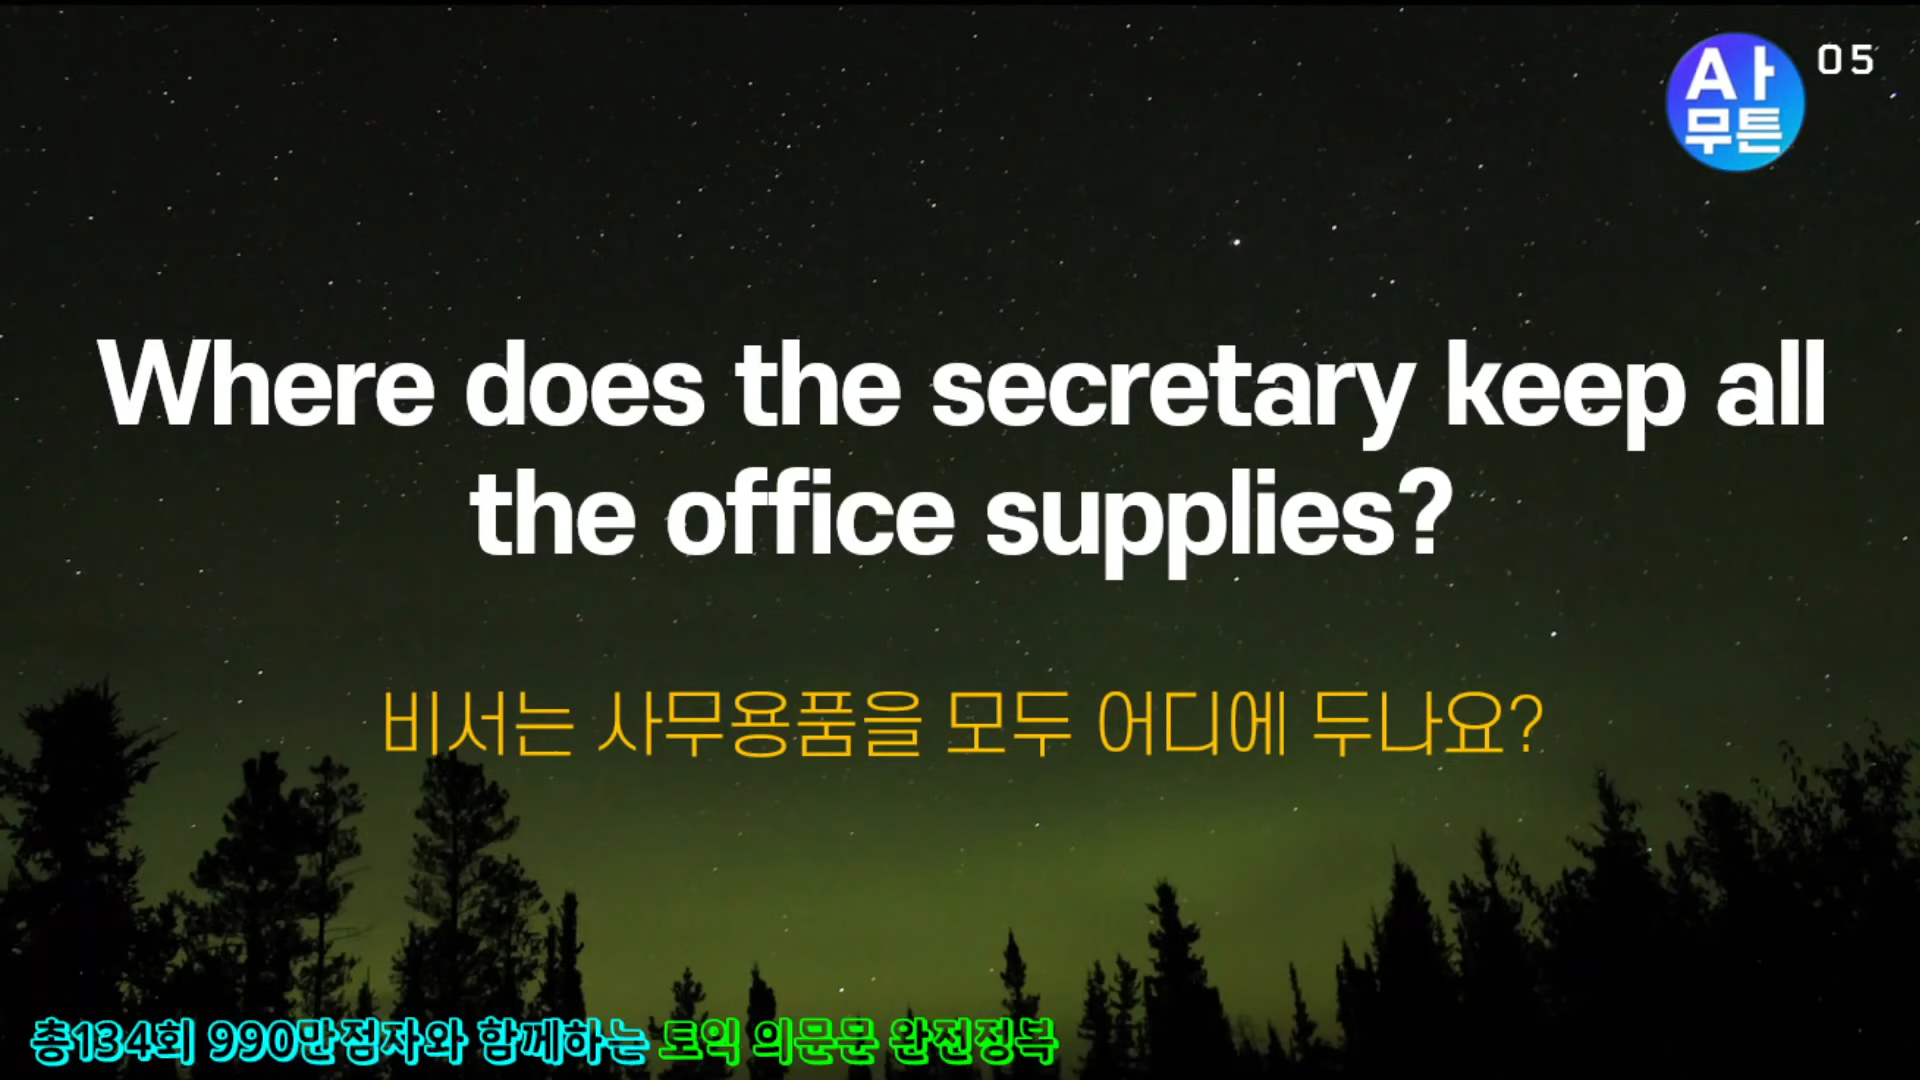 A사
무튼
05
Where does the secretary keep all
the office supplies?
비서는 사무용품을 모두 어디에 두나요?
총134회 990만점자와 함께하는 토익 의문문 완전정복